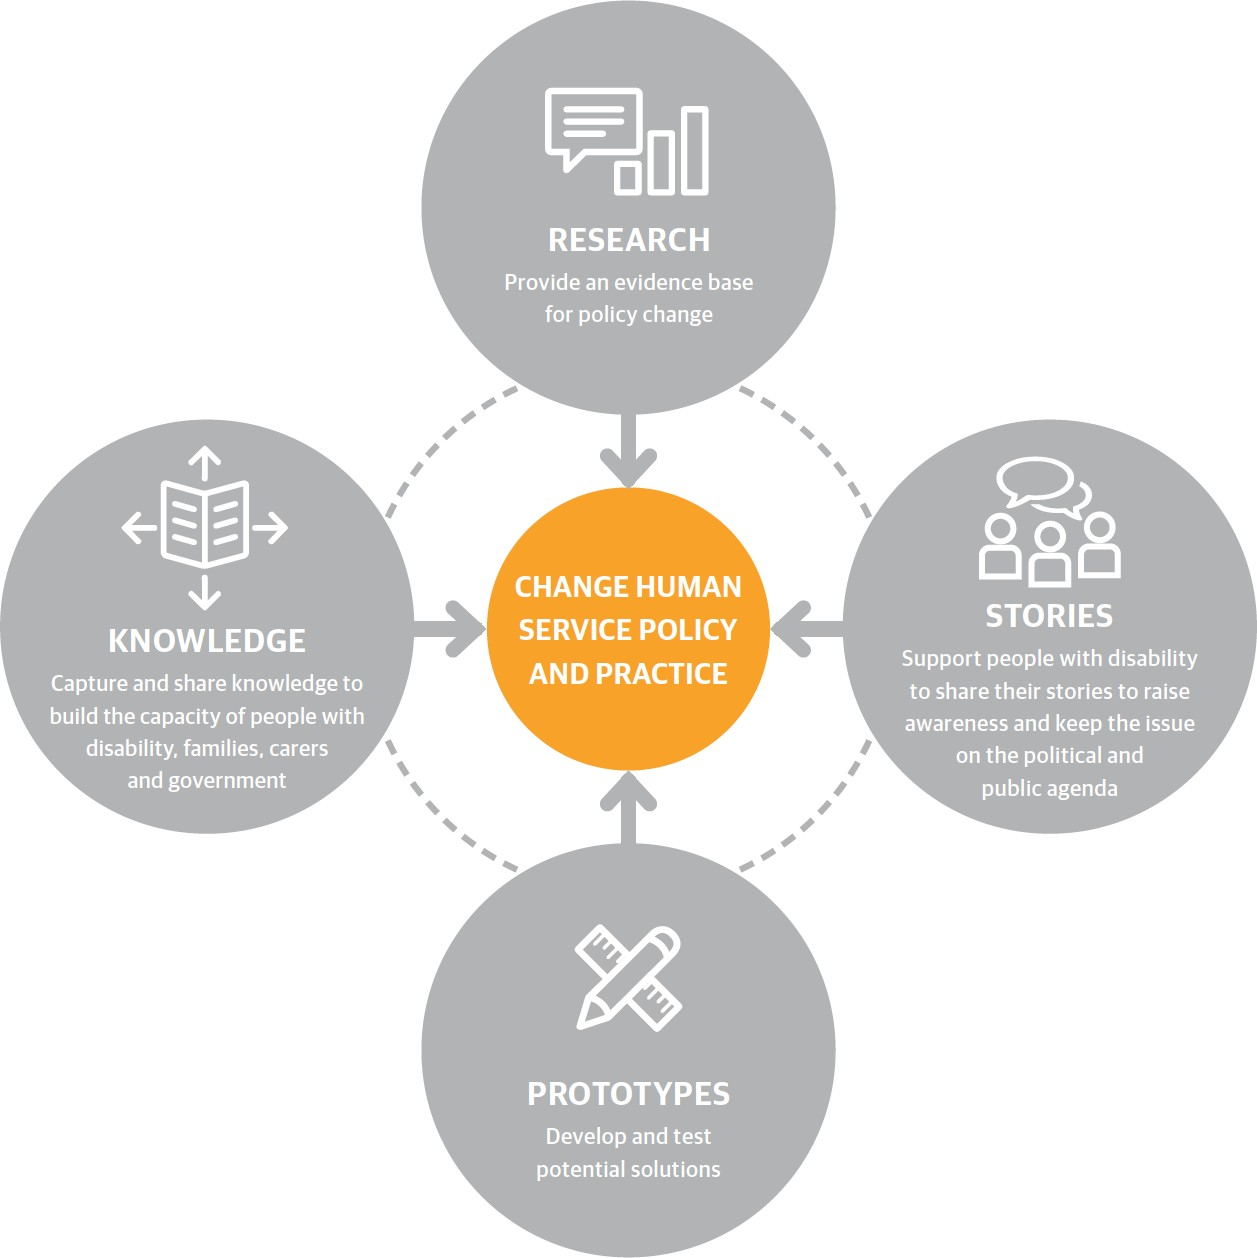 RESEARCH
Provide an evidence base
for policy change
KNOWLEDGE
Capture and share knowledge to
build the capacity of people with
disability, families, carers
and government
CHANGE HUMAN
SERVICE POLICY
AND PRACTICE
STORIES
Support people with disability
to share their stories to raise
awareness and keep the issue
on the political and
public agenda
PROTOTYPES
Develop and test
potential solutions